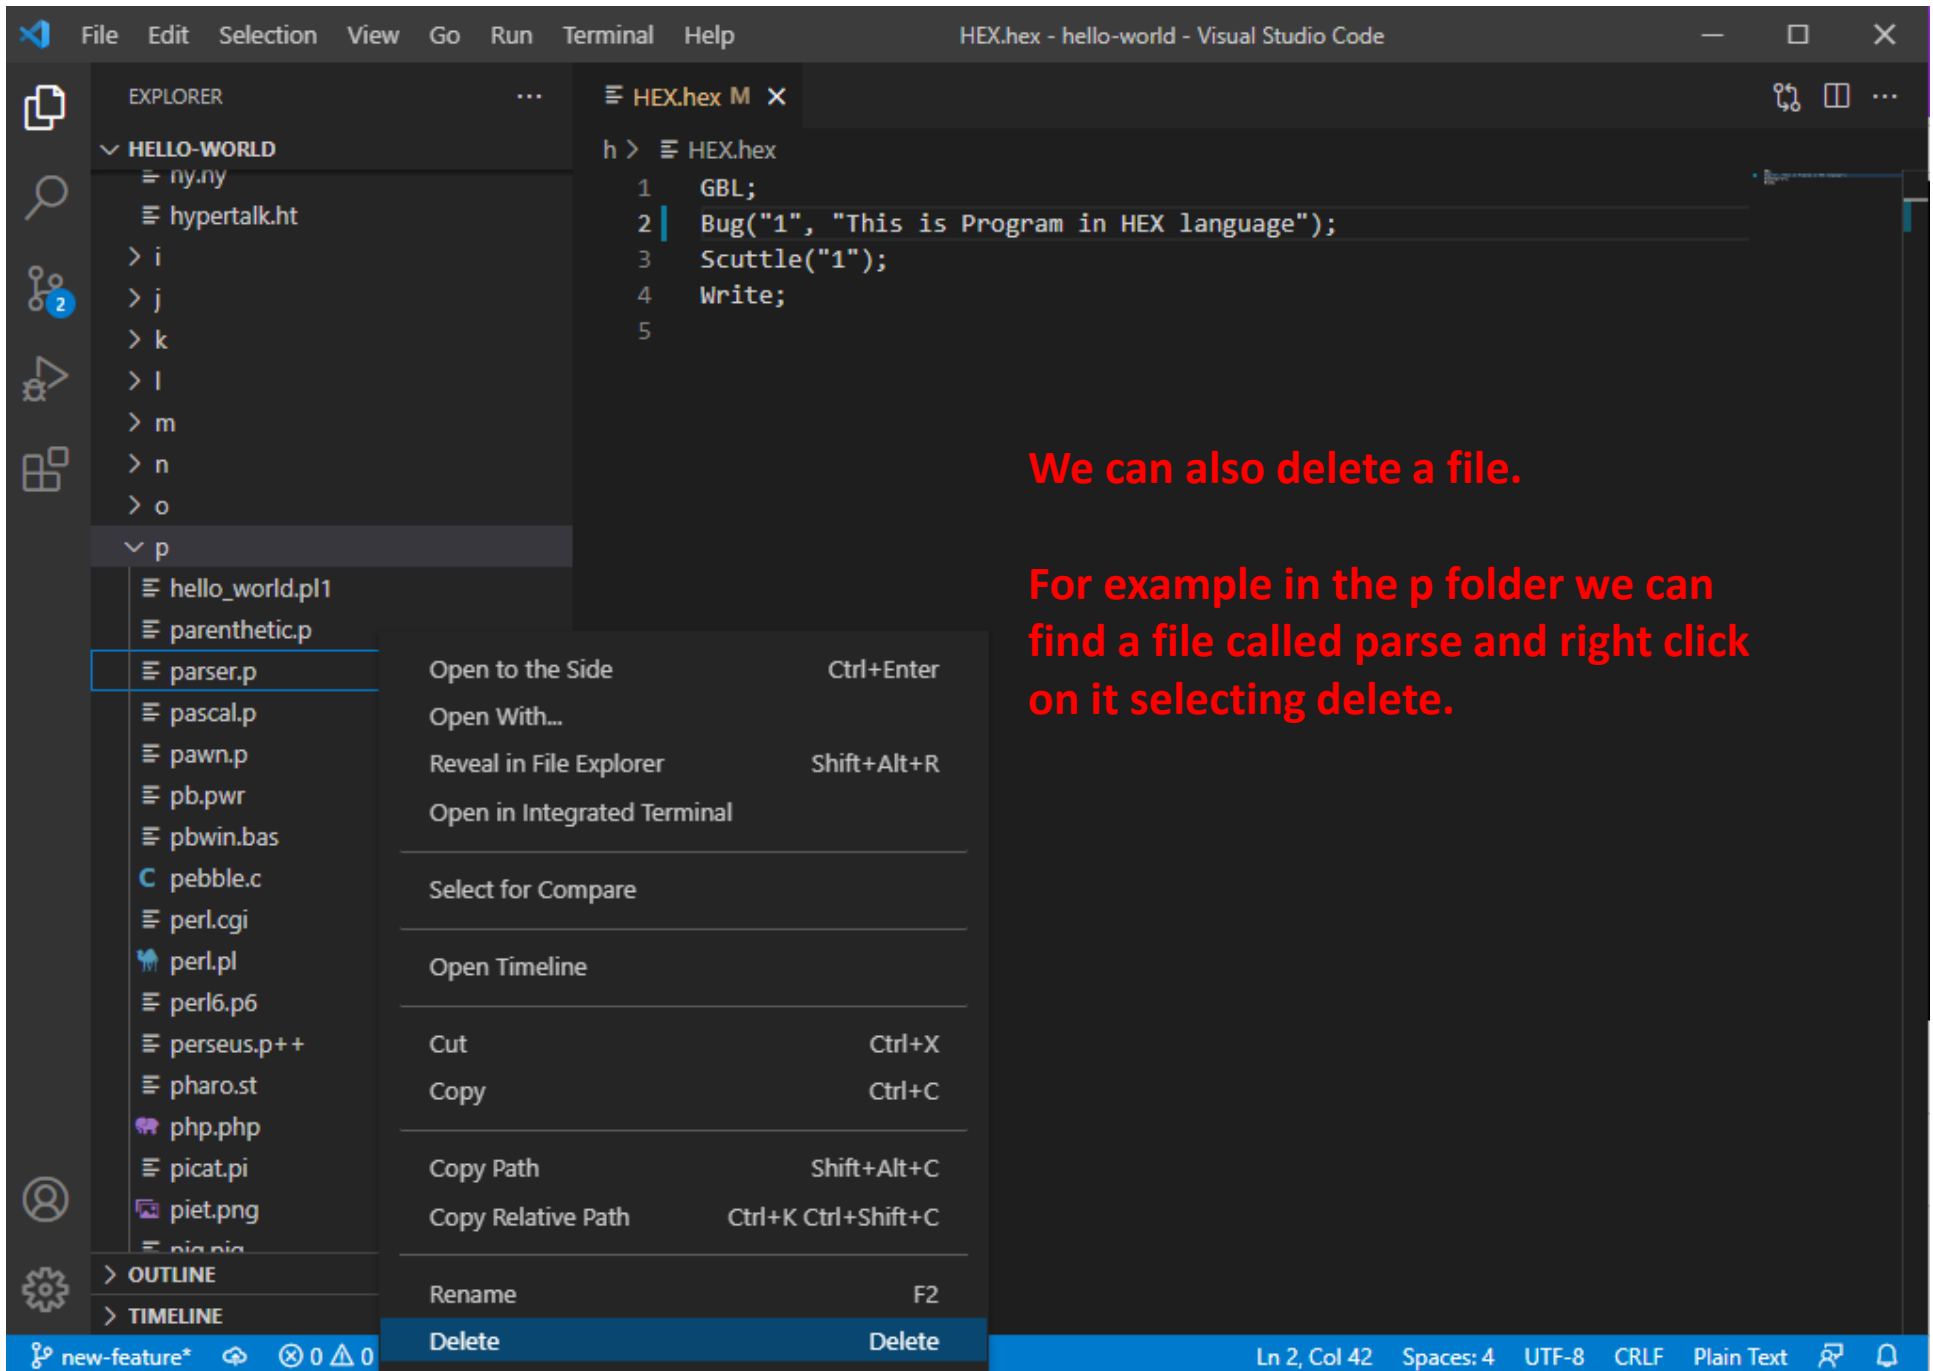 File Edit Selection View Go Run Terminal Help HEX.hex - hello-world - Visual Studio Code
EXPLORER
HELLO-WORLD
ny.ny
hypertalk.ht
i
j
k
l
m
n
o
p
hello_world.pl1
parenthetic.p
parser.p
pascal.p
pawn.p
pb.pwr
pbwin.bas
pebble.c
perl.cgi
perl.pl
perl6.p6
perseus.p++
pharo.st
php.php
picat.pi
piet.png
OUTLINE
TIMELINE
2
HEX.hex M
h > HEX.hex
1 GBL;
2 Bug("1", "This is Program in HEX language");
3 Scuttle("1");
4 Write;
5
We can also delete a file.
For example in the p folder we can
find a file called parse and right click
on it selecting delete.
Open to the Side Ctrl+Enter
Open With...
Reveal in File Explorer Shift+Alt+R
Open in Integrated Terminal
Select for Compare
Open Timeline
Cut Ctrl+X
Copy Ctrl+C
Copy Path Shift+Alt+C
Copy Relative Path Ctrl+K Ctrl+Shift+C
Rename F2
Delete Delete
new-feature* 0 0 Ln 2, Col 42 Spaces: 4 UTF-8 CRLF Plain Text